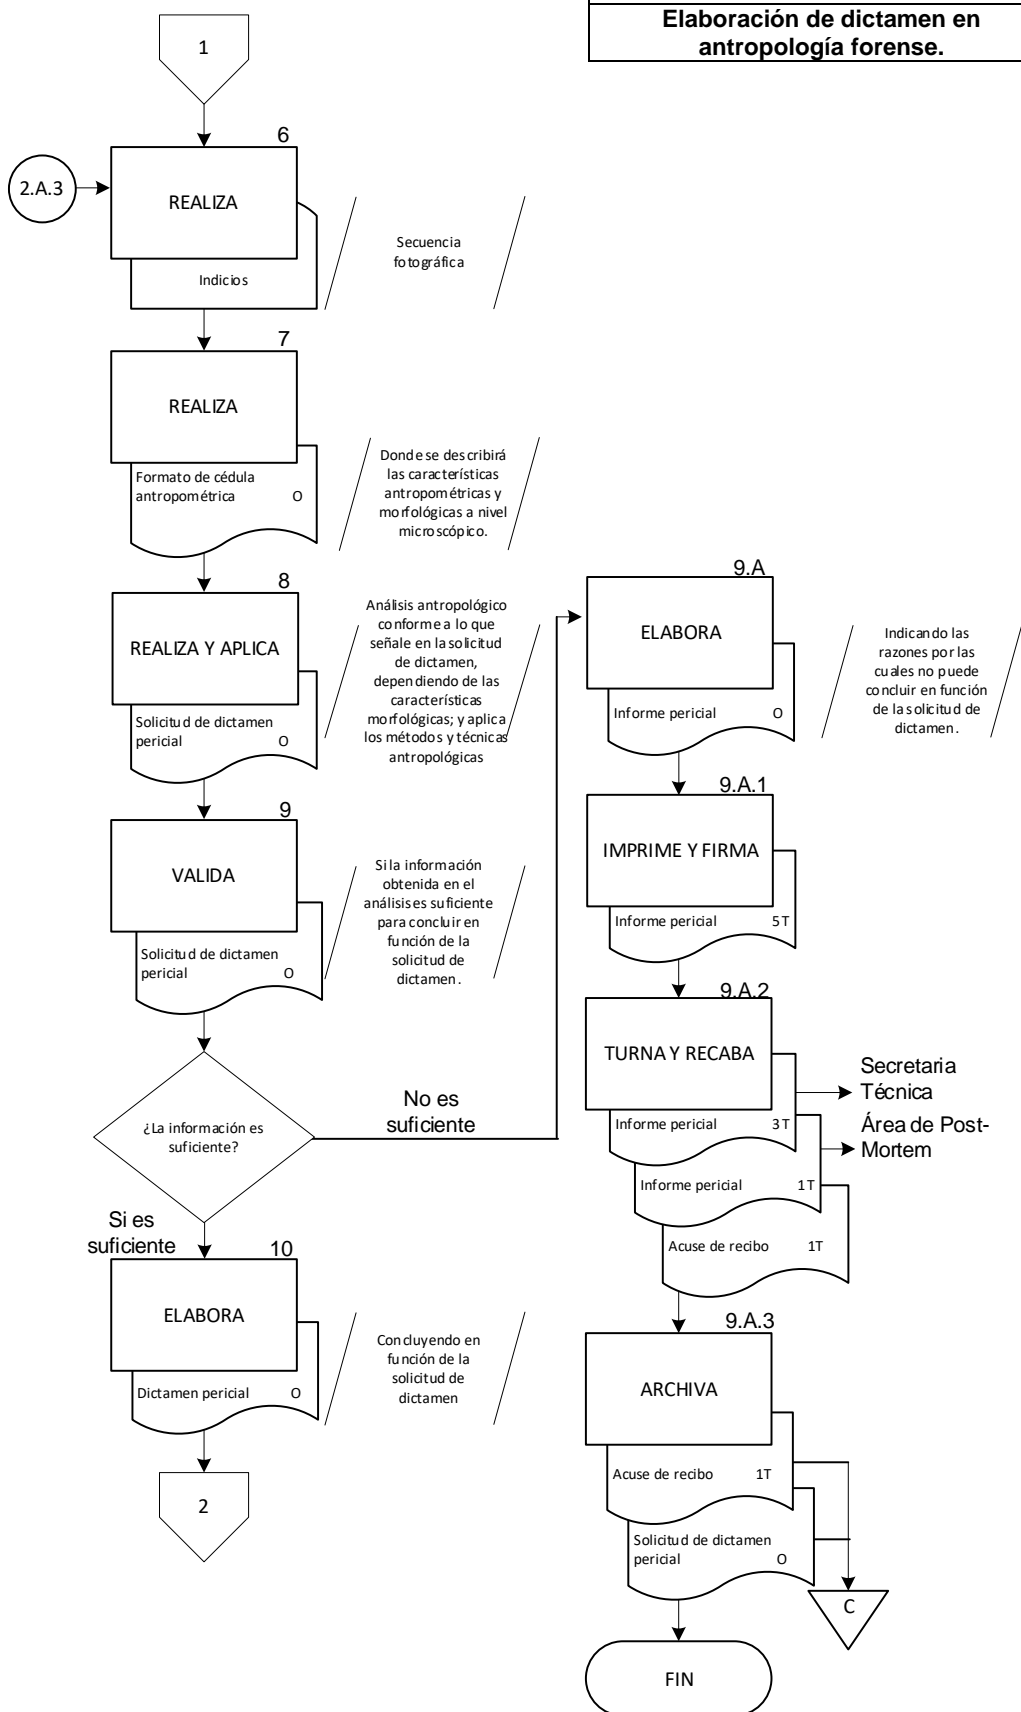 Elaboración de dictamen en
antropología forense.
1
6
2.A.3
REALIZA
Indicios
Secuencia
fotográfica
7
REALIZA
Formato de cédula
antropométrica O
Donde se describirá
las características
antropométricas y
morfológicas a nivel
microscópico.
8
REALIZA Y APLICA
Solicitud de dictamen
pericial O
Análisis antropológico
conforme a lo que
señale en la solicitud
de dictamen,
dependiendo de las
características
morfológicas; y aplica
los métodos y técnicas
antropológicas
9
VALIDA
Solicitud de dictamen
pericial O
Si la información
obtenida en el
análisis es suficiente
para concluir en
función de la
solicitud de
dictamen.
¿La información es
suficiente?
No es
suficiente
Si es
suficiente
10
ELABORA
Dictamen pericial O
Concluyendo en
función de la
solicitud de
dictamen
2
9.A
ELABORA
Informe pericial O
Indicando las
razones por las
cuales no puede
concluir en función
de la solicitud de
dictamen.
9.A.1
IMPRIME Y FIRMA
Informe pericial 5T
9.A.2
TURNA Y RECABA
Informe pericial 3T
Secretaria
Técnica
Informe pericial 1T
Área de Post-
Mortem
Acuse de recibo 1T
9.A.3
ARCHIVA
Acuse de recibo 1T
Solicitud de dictamen
pericial O
C
FIN